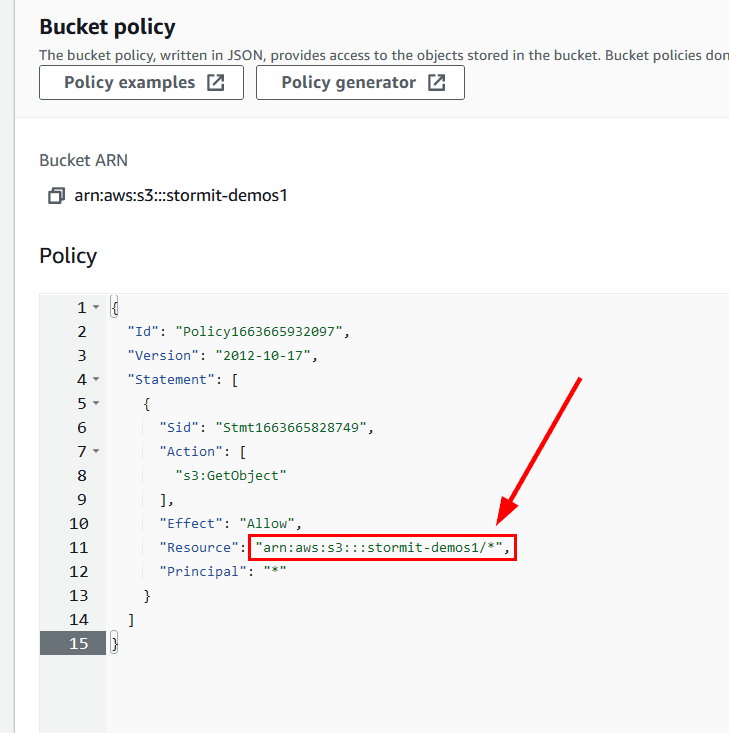 Bucket policy
The bucket policy, written in JSON, provides access to the objects stored in the bucket. Bucket policies don
Policy examples
Policy generator
Bucket ARN
arn:aws:s3:::stormit-demos1
Policy
1 {
2 "Id": "Policy1663665932097",
3 "Version": "2012-10-17",
4 "Statement": [
5 {
6 "Sid": "Stmt1663665828749",
7 "Action": [
8 "s3:GetObject"
9 ],
10 "Effect": "Allow",
11 "Resource": "arn:aws:s3:::stormit-demos1/*",
12 "Principal": "*"
13 }
14 ]
15 }